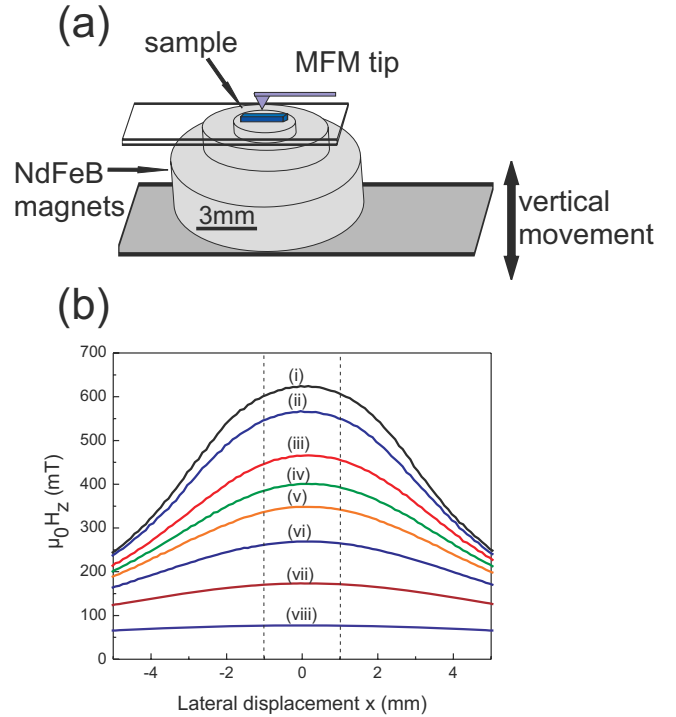 (a)
sample
MFM tip
NdFeB
magnets
3mm
vertical
movement
(b)
700
600
500
400
300
200
100
0
μ₀H_Z (mT)
(i)
(ii)
(iii)
(iv)
(v)
(vi)
(vii)
(viii)
-4 -2 0 2 4
Lateral displacement x (mm)